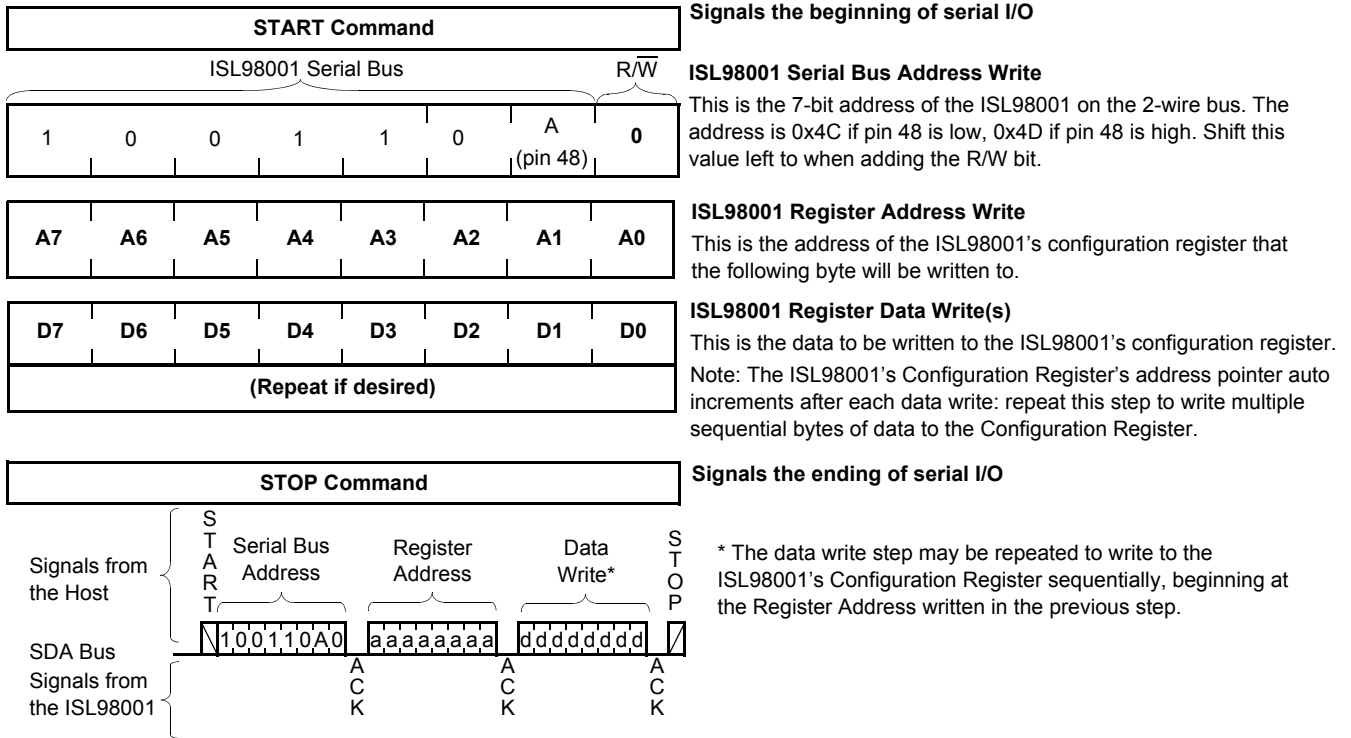 START Command
Signals the beginning of serial I/O
ISL98001 Serial Bus
R/W
ISL98001 Serial Bus Address Write
This is the 7-bit address of the ISL98001 on the 2-wire bus. The
address is 0x4C if pin 48 is low, 0x4D if pin 48 is high. Shift this
value left to when adding the R/W bit.
1 0 0 1 1 0 A 0
(pin 48)
ISL98001 Register Address Write
A7 A6 A5 A4 A3 A2 A1 A0
This is the address of the ISL98001's configuration register that
the following byte will be written to.
ISL98001 Register Data Write(s)
D7 D6 D5 D4 D3 D2 D1 D0
This is the data to be written to the ISL98001's configuration register.
(Repeat if desired)
Note: The ISL98001's Configuration Register's address pointer auto
increments after each data write: repeat this step to write multiple
sequential bytes of data to the Configuration Register.
STOP Command
Signals the ending of serial I/O
Signals from
the Host
START
Serial Bus
Address
Register
Address
Data
Write*
STOP
* The data write step may be repeated to write to the
ISL98001's Configuration Register sequentially, beginning at
the Register Address written in the previous step.
SDA Bus
1 0 0 1 1 0 A 0
a a a a a a a a
d d d d d d d d
Signals from
the ISL98001
ACK
ACK
ACK